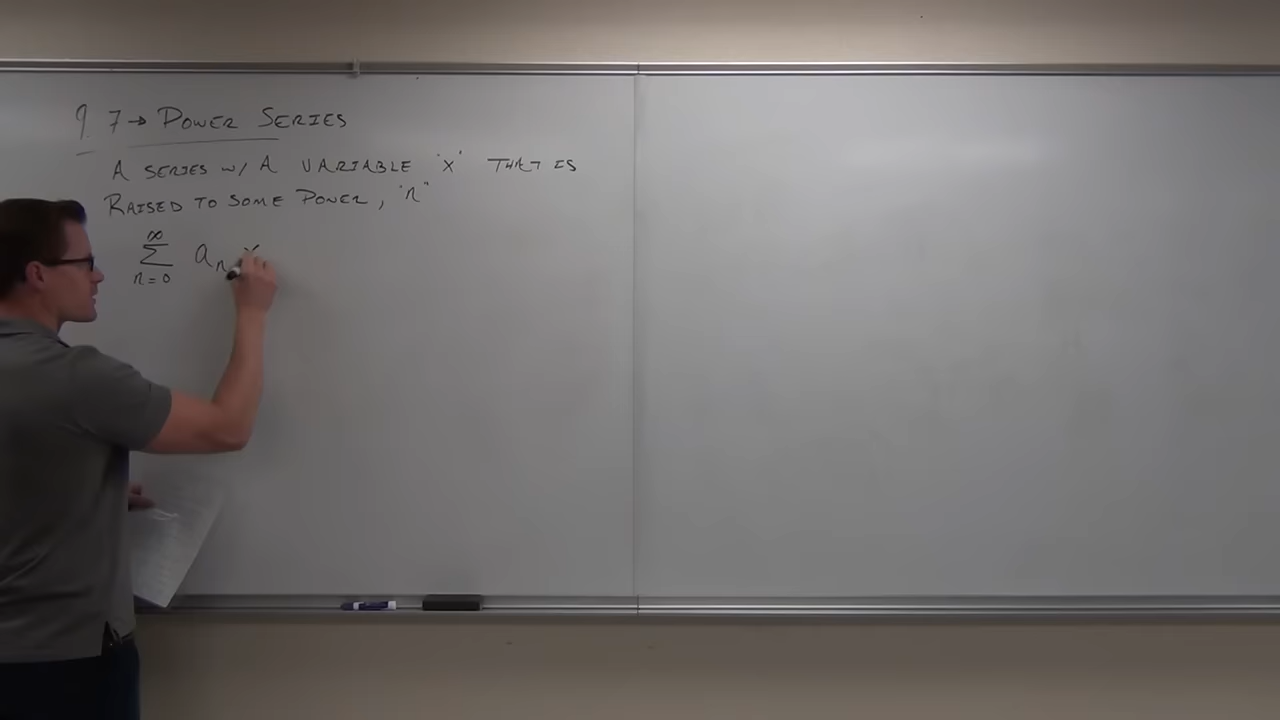 9.7→ POWER SERIES
A SERIES W/ A VARIABLE "X" THAT IS
RAISED TO SOME POWER, "n"
∞
Σ aₙ x
n=0